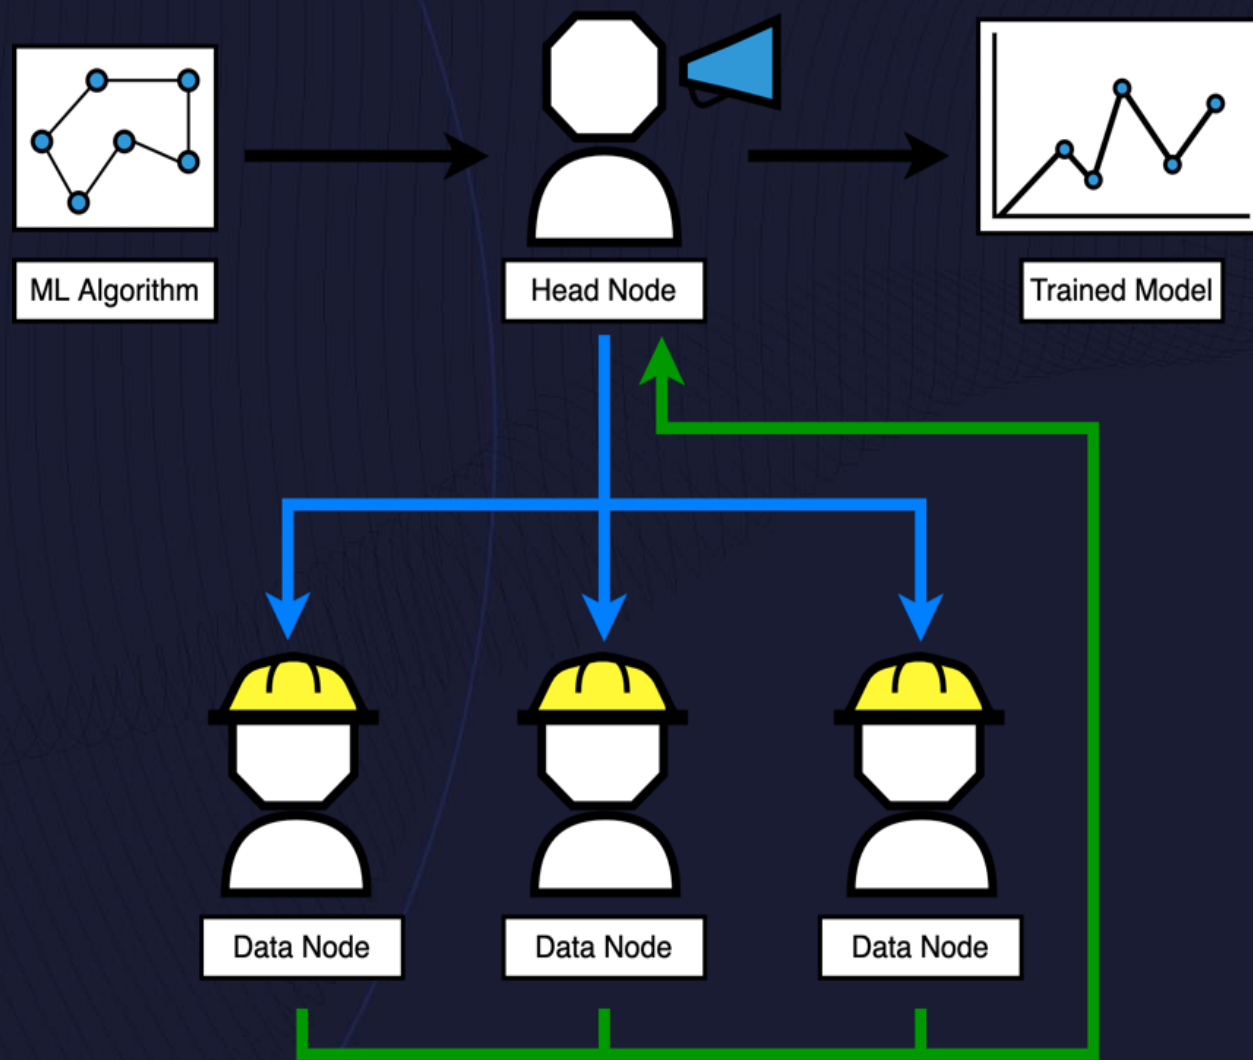 ML Algorithm
Head Node
Trained Model
Data Node
Data Node
Data Node